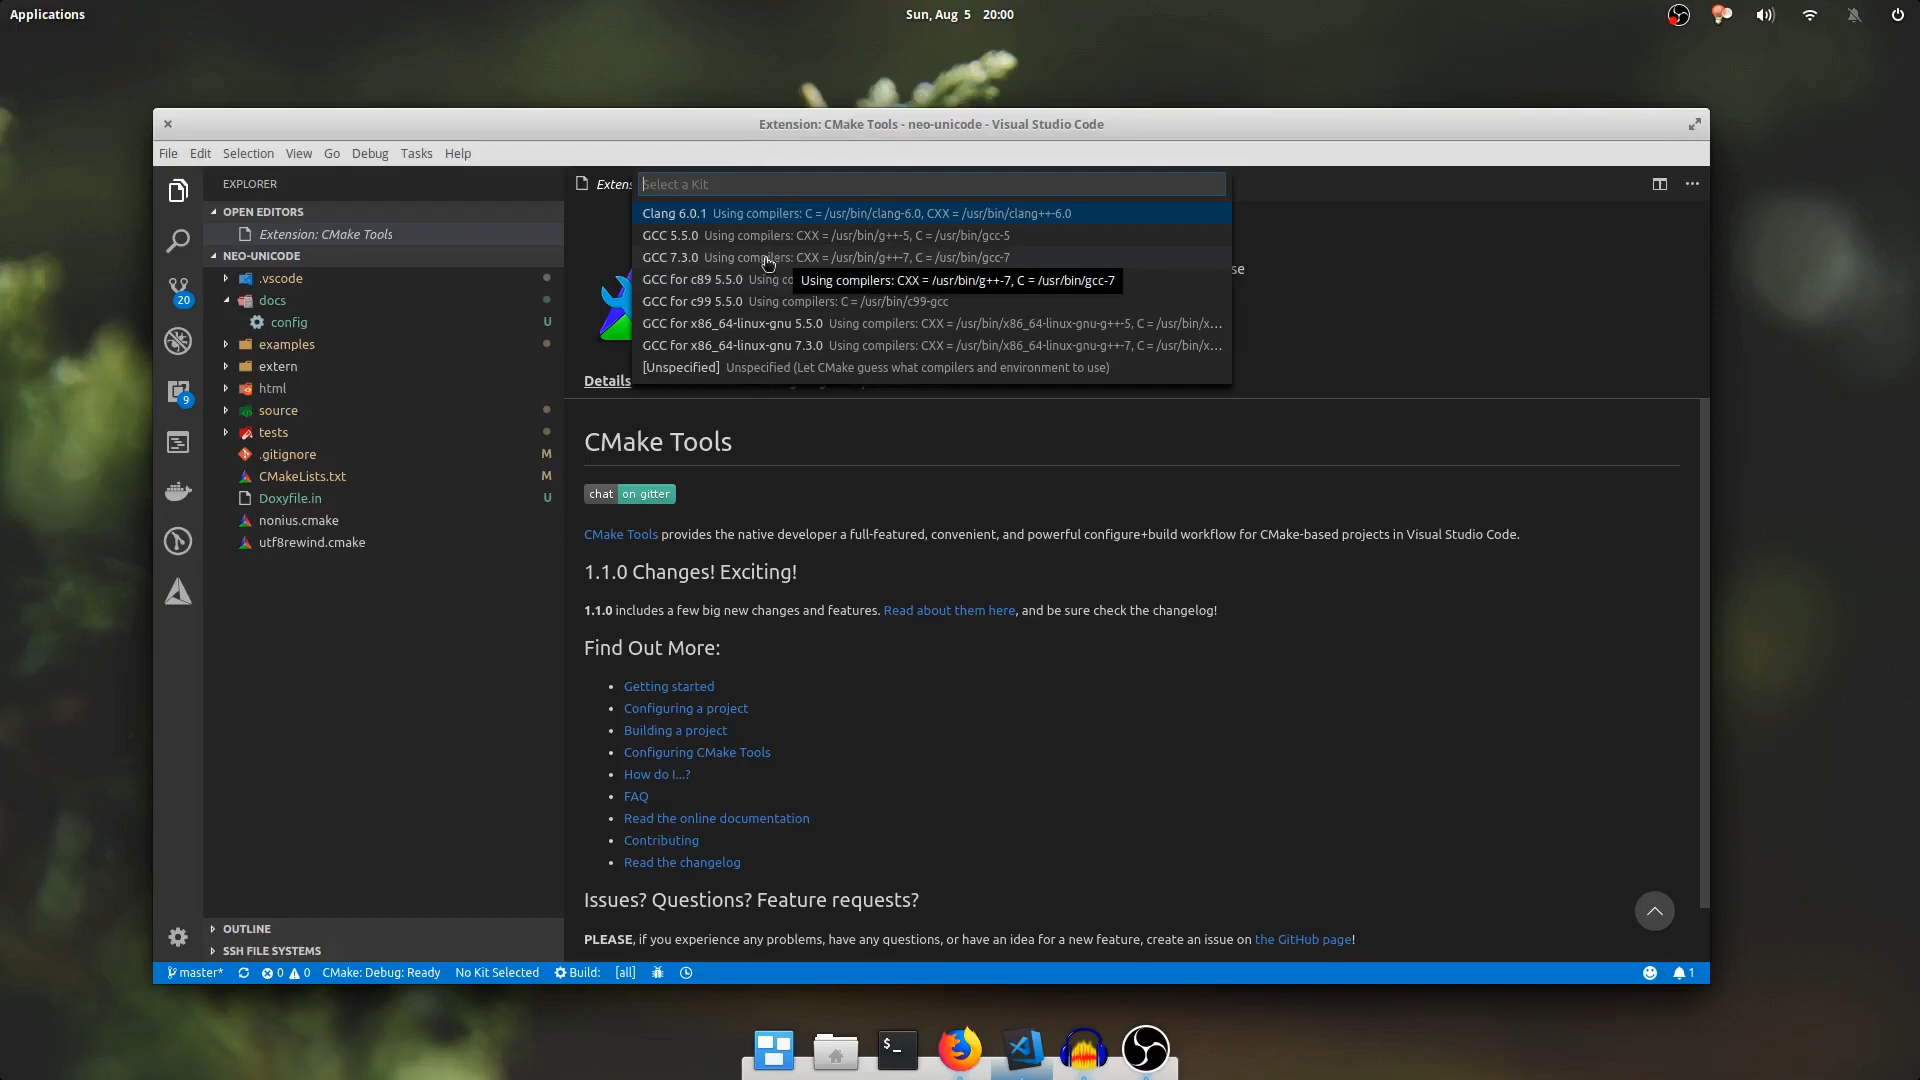 Applications
Sun, Aug 5 20:00
Extension: CMake Tools - neo-unicode - Visual Studio Code
File Edit Selection View Go Debug Tasks Help
EXPLORER
OPEN EDITORS
Extension: CMake Tools
NEO-UNICODE
.vscode
docs
config U
examples
extern
html
source
tests
.gitignore M
CMakeLists.txt M
Doxyfile.in U
nonius.cmake
utf8rewind.cmake
OUTLINE
SSH FILE SYSTEMS
20
9
Extens
Select a Kit
Clang 6.0.1 Using compilers: C = /usr/bin/clang-6.0, CXX = /usr/bin/clang++-6.0
GCC 5.5.0 Using compilers: CXX = /usr/bin/g++-5, C = /usr/bin/gcc-5
GCC 7.3.0 Using compilers: CXX = /usr/bin/g++-7, C = /usr/bin/gcc-7
GCC for c89 5.5.0 Using co
Using compilers: CXX = /usr/bin/g++-7, C = /usr/bin/gcc-7
GCC for c99 5.5.0 Using compilers: C = /usr/bin/c99-gcc
GCC for x86_64-linux-gnu 5.5.0 Using compilers: CXX = /usr/bin/x86_64-linux-gnu-g++-5, C = /usr/bin/x...
GCC for x86_64-linux-gnu 7.3.0 Using compilers: CXX = /usr/bin/x86_64-linux-gnu-g++-7, C = /usr/bin/x...
[Unspecified] Unspecified (Let CMake guess what compilers and environment to use)
se
Details
CMake Tools
chat on gitter
CMake Tools provides the native developer a full-featured, convenient, and powerful configure+build workflow for CMake-based projects in Visual Studio Code.
1.1.0 Changes! Exciting!
1.1.0 includes a few big new changes and features. Read about them here, and be sure check the changelog!
Find Out More:
Getting started
Configuring a project
Building a project
Configuring CMake Tools
How do I...?
FAQ
Read the online documentation
Contributing
Read the changelog
Issues? Questions? Feature requests?
PLEASE, if you experience any problems, have any questions, or have an idea for a new feature, create an issue on the GitHub page!
master* 0 0 CMake: Debug: Ready No Kit Selected Build: [all] 1